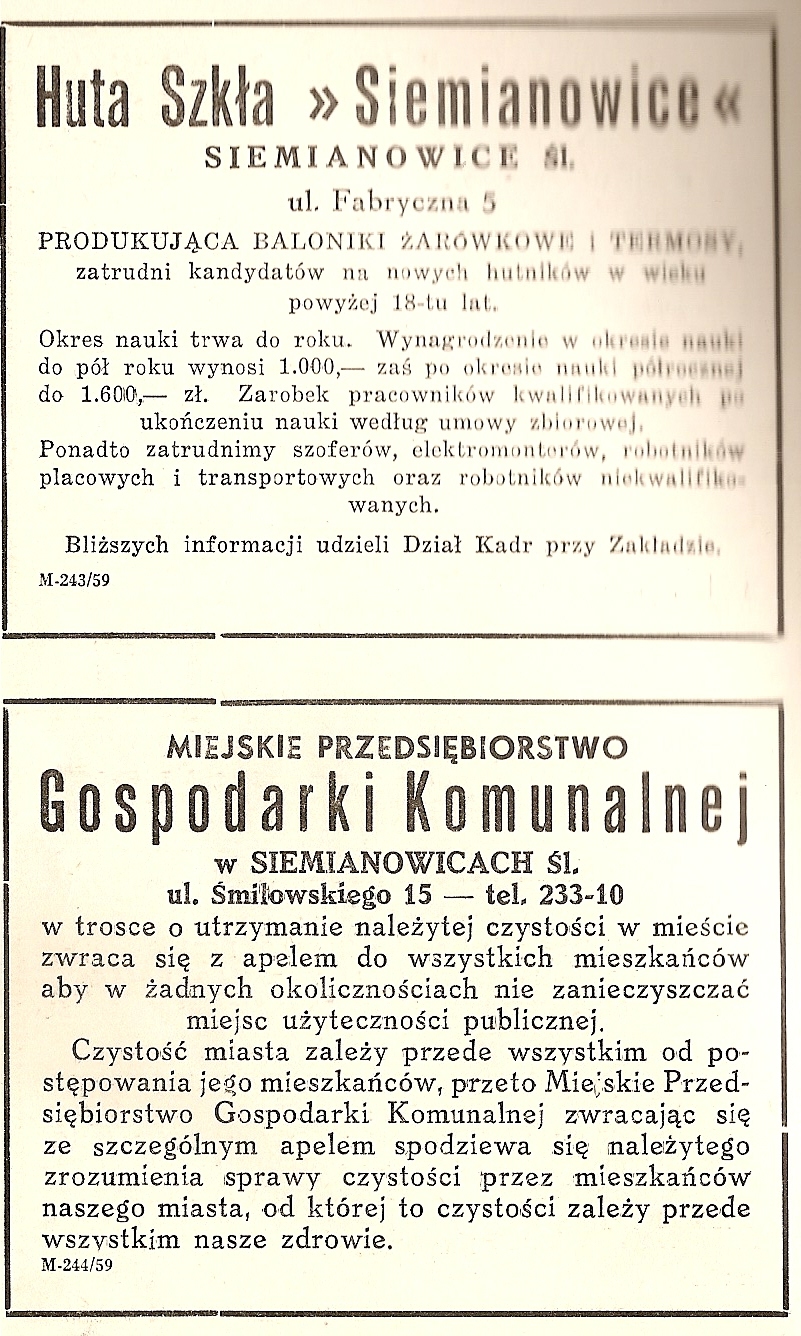 Huta Szkła »Siemianowice«
SIEMIANOWICE Śl.
ul. Fabryczna 5
PRODUKUJĄCA BALONIKI ŻARÓWKOWE i TERMOSY,
zatrudni kandydatów na nowych hutników w wieku
powyżej 18-tu lat.
Okres nauki trwa do roku. Wynagrodzenie w okresie nauki
do pół roku wynosi 1.000,— zaś po okresie nauki półrocznej
do 1.600,— zł. Zarobek pracowników kwalifikowanych po
ukończeniu nauki według umowy zbiorowej.
Ponadto zatrudnimy szoferów, elektromonterów, robotników
placowych i transportowych oraz robotników niekwalifiko-
wanych.
Bliższych informacji udzieli Dział Kadr przy Zakładzie.
M-243/59
MIEJSKIE PRZEDSIĘBIORSTWO
Gospodarki Komunalnej
w SIEMIANOWICACH Śl.
ul. Śmiłowskiego 15 — tel. 233-10
w trosce o utrzymanie należytej czystości w mieście
zwraca się z apelem do wszystkich mieszkańców
aby w żadnych okolicznościach nie zanieczyszczać
miejsc użyteczności publicznej.
Czystość miasta zależy przede wszystkim od po-
stępowania jego mieszkańców, przeto Miejskie Przed-
siębiorstwo Gospodarki Komunalnej zwracając się
ze szczególnym apelem spodziewa się należytego
zrozumienia sprawy czystości przez mieszkańców
naszego miasta, od której to czystości zależy przede
wszystkim nasze zdrowie.
M-244/59